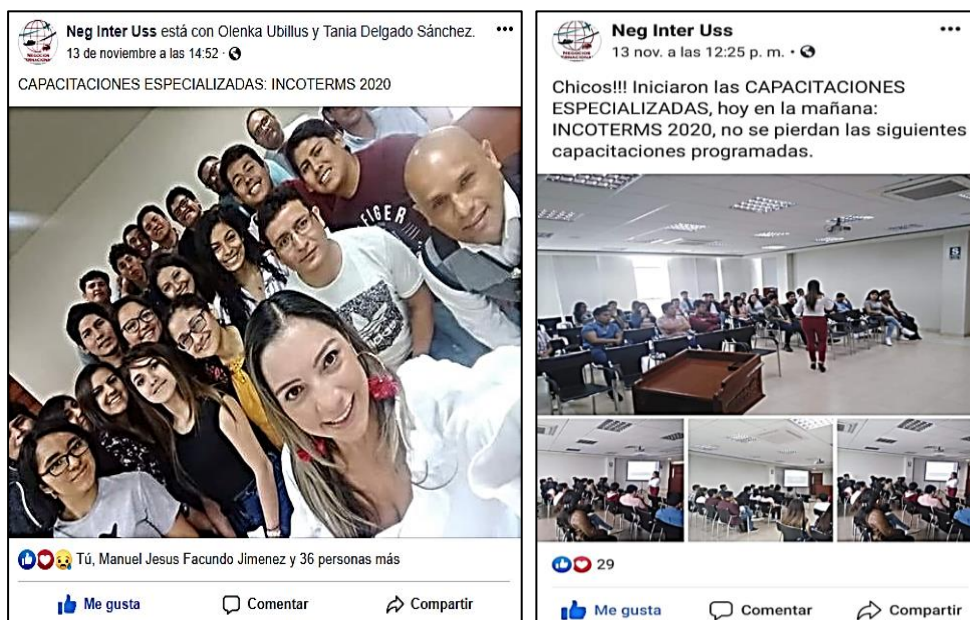 Neg Inter Uss está con Olenka Ubillus y Tania Delgado Sánchez.
13 de noviembre a las 14:52 ·
CAPACITACIONES ESPECIALIZADAS: INCOTERMS 2020
Tú, Manuel Jesus Facundo Jimenez y 36 personas más
Me gusta
Comentar
Compartir
Neg Inter Uss
13 nov. a las 12:25 p. m. ·
Chicos!!! Iniciaron las CAPACITACIONES
ESPECIALIZADAS, hoy en la mañana:
INCOTERMS 2020, no se pierdan las siguientes
capacitaciones programadas.
29
Me gusta
Comentar
Compartir